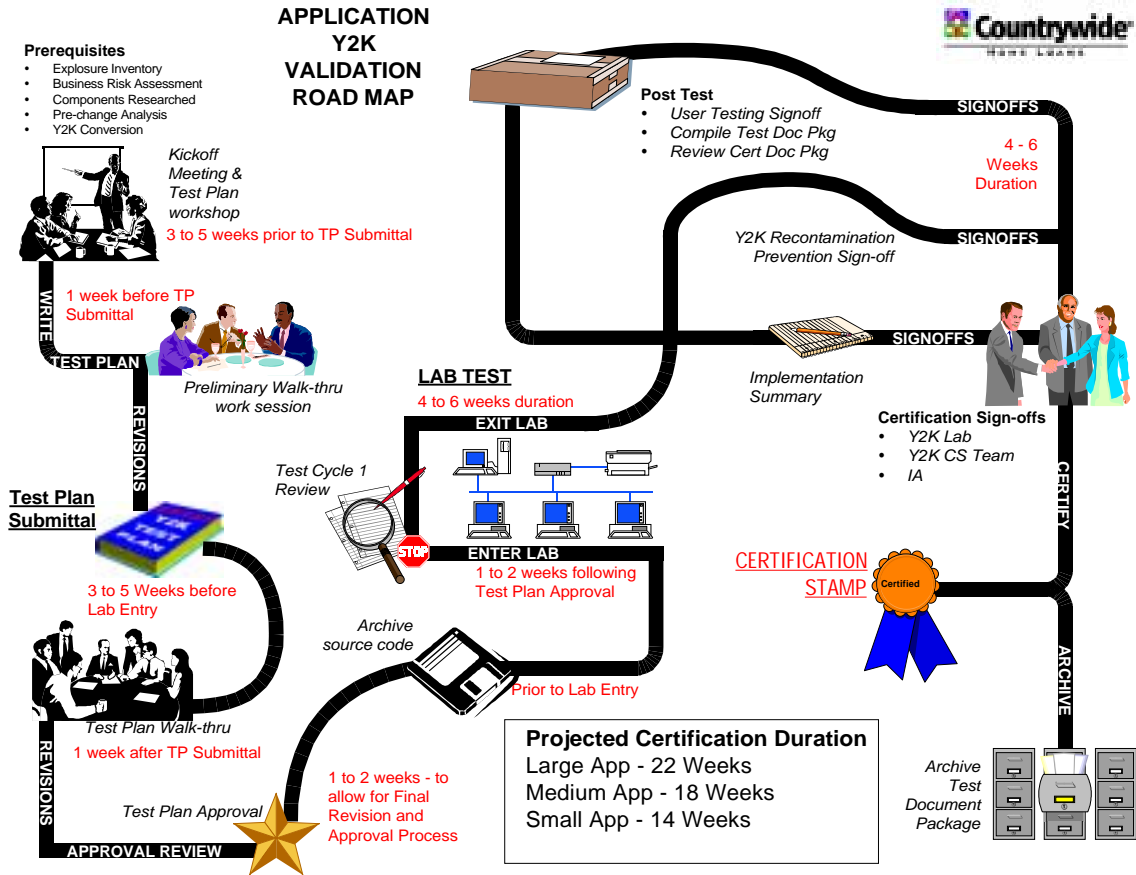 APPLICATION
Y2K
VALIDATION
ROAD MAP
Countrywide
HOME LOANS
Prerequisites
• Explosure Inventory
• Business Risk Assessment
• Components Researched
• Pre-change Analysis
• Y2K Conversion
Kickoff
Meeting &
Test Plan
workshop
3 to 5 weeks prior to TP Submittal
WRITE
1 week before TP
Submittal
TEST PLAN
Preliminary Walk-thru
work session
REVISIONS
Test Plan
Submittal
Y2K
TEST
PLAN
3 to 5 Weeks before
Lab Entry
Test Plan Walk-thru
1 week after TP Submittal
REVISIONS
APPROVAL REVIEW
Test Plan Approval
1 to 2 weeks - to
allow for Final
Revision and
Approval Process
Archive
source code
Prior to Lab Entry
LAB TEST
4 to 6 weeks duration
EXIT LAB
Test Cycle 1
Review
STOP
ENTER LAB
1 to 2 weeks following
Test Plan Approval
Post Test
• User Testing Signoff
• Compile Test Doc Pkg
• Review Cert Doc Pkg
SIGNOFFS
4 - 6
Weeks
Duration
Y2K Recontamination
Prevention Sign-off
SIGNOFFS
SIGNOFFS
Implementation
Summary
Certification Sign-offs
• Y2K Lab
• Y2K CS Team
• IA
CERTIFY
CERTIFICATION
STAMP
Certified
ARCHIVE
Archive
Test
Document
Package
Projected Certification Duration
Large App - 22 Weeks
Medium App - 18 Weeks
Small App - 14 Weeks